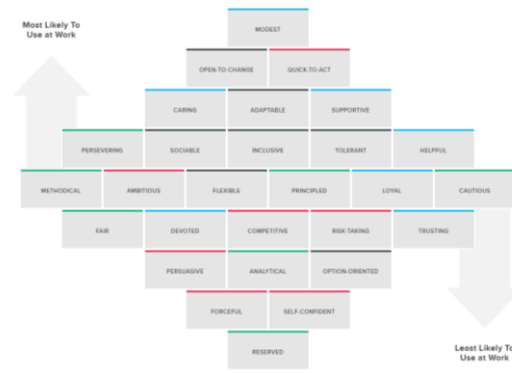 Most Likely To
Use at Work
MODEST
OPEN-TO-CHANGE QUICK-TO-ACT
CARING ADAPTABLE SUPPORTIVE
PERSEVERING SOCIABLE INCLUSIVE TOLERANT HELPFUL
METHODICAL AMBITIOUS FLEXIBLE PRINCIPLED LOYAL CAUTIOUS
FAIR DEVOTED COMPETITIVE RISK-TAKING TRUSTING
PERSUASIVE ANALYTICAL OPTION-ORIENTED
FORCEFUL SELF-CONFIDENT
RESERVED
Least Likely To
Use at Work